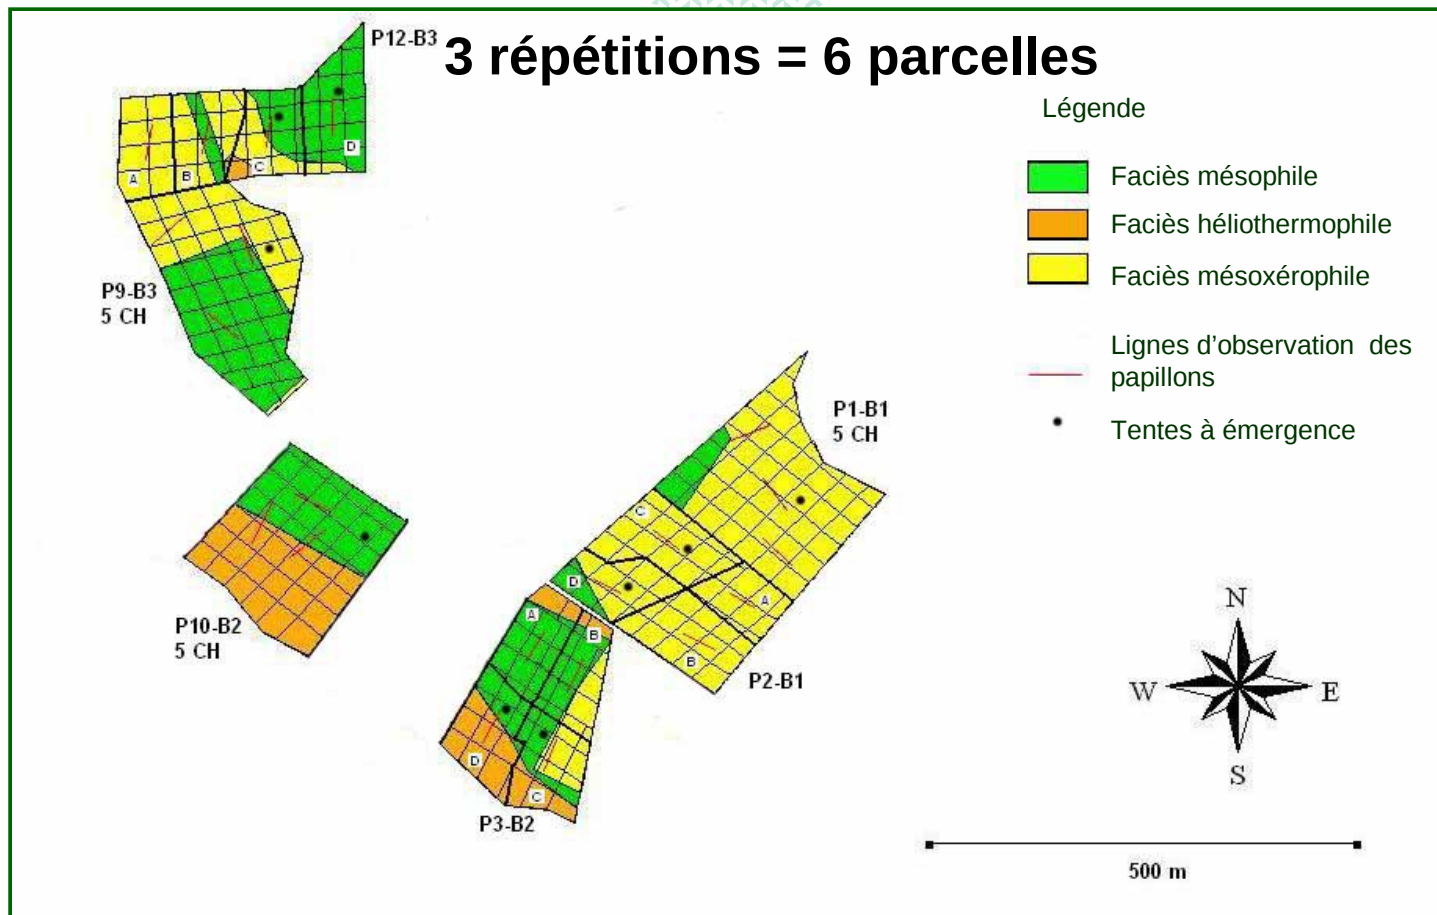 3 répétitions = 6 parcelles
P12-B3
Légende
Faciès mésophile
Faciès héliothermophile
Faciès mésoxérophile
Lignes d'observation des
papillons
Tentes à émergence
A
B
C
D
P9-B3
5 CH
P1-B1
5 CH
C
D
A
B
P2-B1
P10-B2
5 CH
A
B
D
C
P3-B2
N
W
E
S
500 m